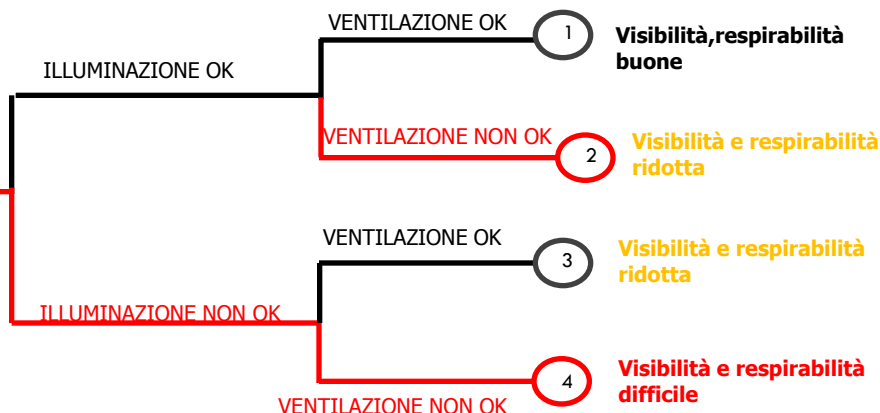 VENTILAZIONE OK
1
Visibilità,respirabilità
buone
ILLUMINAZIONE OK
VENTILAZIONE NON OK
2
Visibilità e respirabilità
ridotta
VENTILAZIONE OK
3
Visibilità e respirabilità
ridotta
ILLUMINAZIONE NON OK
4
Visibilità e respirabilità
difficile
VENTILAZIONE NON OK